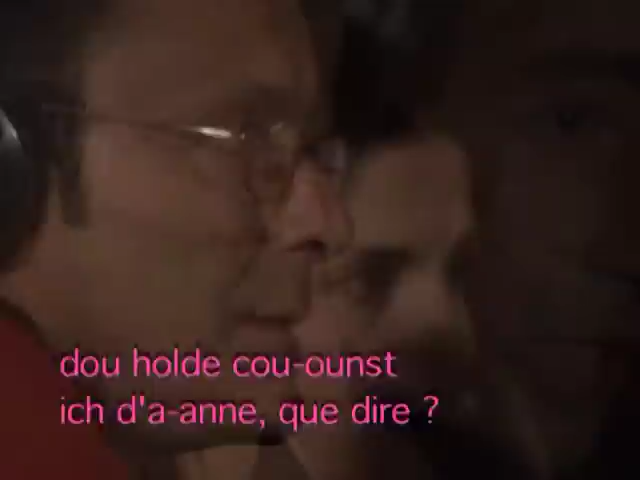 dou holde cou-ounst
ich d'a-anne, que dire ?